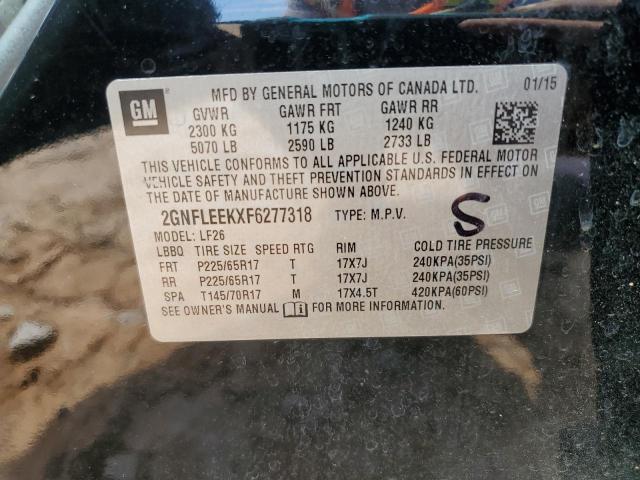 GM
MFD BY GENERAL MOTORS OF CANADA LTD. 01/15
GVWR GAWR FRT GAWR RR
2300 KG 1175 KG 1240 KG
5070 LB 2590 LB 2733 LB
THIS VEHICLE CONFORMS TO ALL APPLICABLE U.S. FEDERAL MOTOR
VEHICLE SAFETY AND THEFT PREVENTION STANDARDS IN EFFECT ON
THE DATE OF MANUFACTURE SHOWN ABOVE.
2GNFLEEKXF6277318 TYPE: M.P.V. S
MODEL: LF26
LBBQ TIRE SIZE SPEED RTG RIM COLD TIRE PRESSURE
FRT P225/65R17 T 17X7J 240KPA(35PSI)
RR P225/65R17 T 17X7J 240KPA(35PSI)
SPA T145/70R17 M 17X4.5T 420KPA(60PSI)
SEE OWNER'S MANUAL FOR MORE INFORMATION.